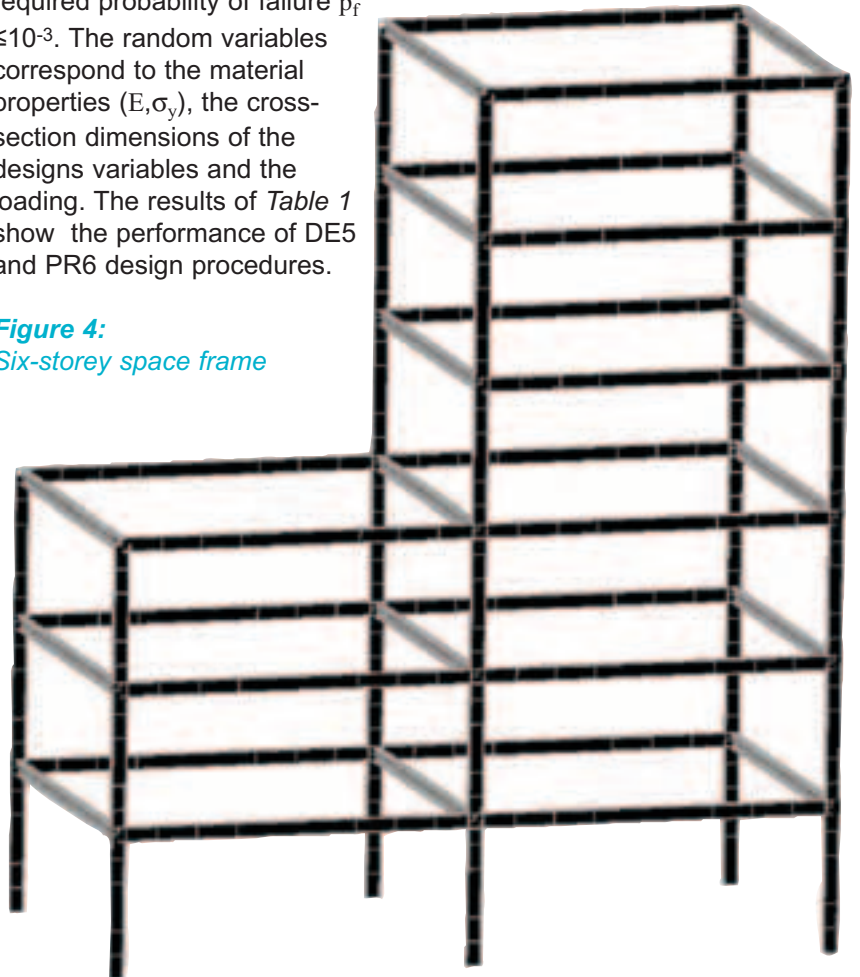 required probability of failure p_f
≤10⁻³. The random variables
correspond to the material
properties (E,σ_y), the cross-
section dimensions of the
designs variables and the
loading. The results of Table 1
show the performance of DE5
and PR6 design procedures.
Figure 4:
Six-storey space frame